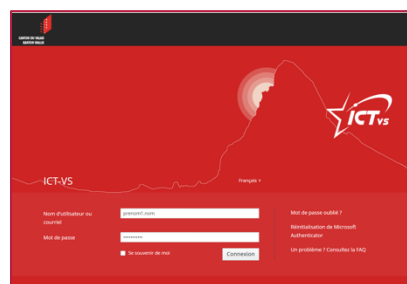 CANTON DU VALAIS
KANTON WALLIS
ICTvs
ICT-VS
Français
Nom d'utilisateur ou
courriel
prenom1.nom
Mot de passe
Se souvenir de moi
Connexion
Mot de passe oublié ?
Réinitialisation de Microsoft
Authenticator
Un problème ? Consultez la FAQ